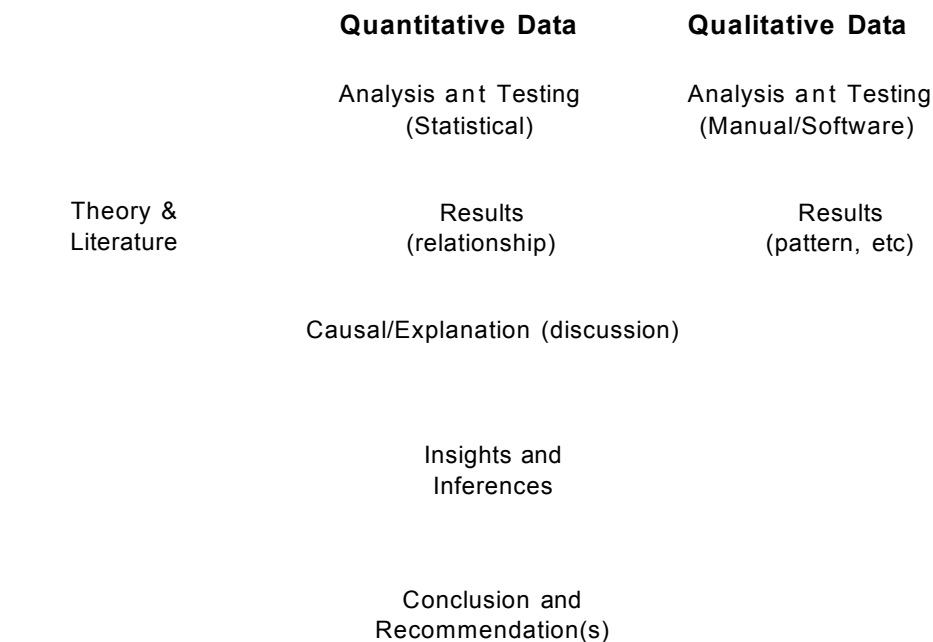 Quantitative Data Qualitative Data
Analysis ant Testing Analysis ant Testing
(Statistical) (Manual/Software)
Theory & Results Results
Literature (relationship) (pattern, etc)
Causal/Explanation (discussion)
Insights and
Inferences
Conclusion and
Recommendation(s)